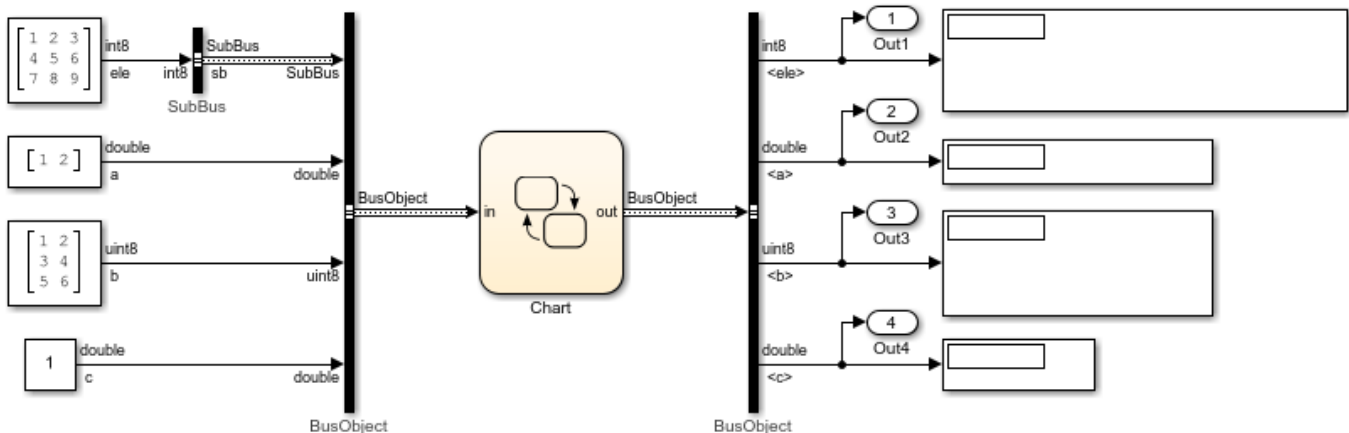 1 2 3
4 5 6
7 8 9
int8
ele
int8
SubBus
sb
SubBus
SubBus
1 2
double
a
double
1 2
3 4
5 6
uint8
b
uint8
1
double
c
double
BusObject
BusObject
in
out
Chart
BusObject
BusObject
int8
<ele>
1
Out1
double
<a>
2
Out2
uint8
<b>
3
Out3
double
<c>
4
Out4